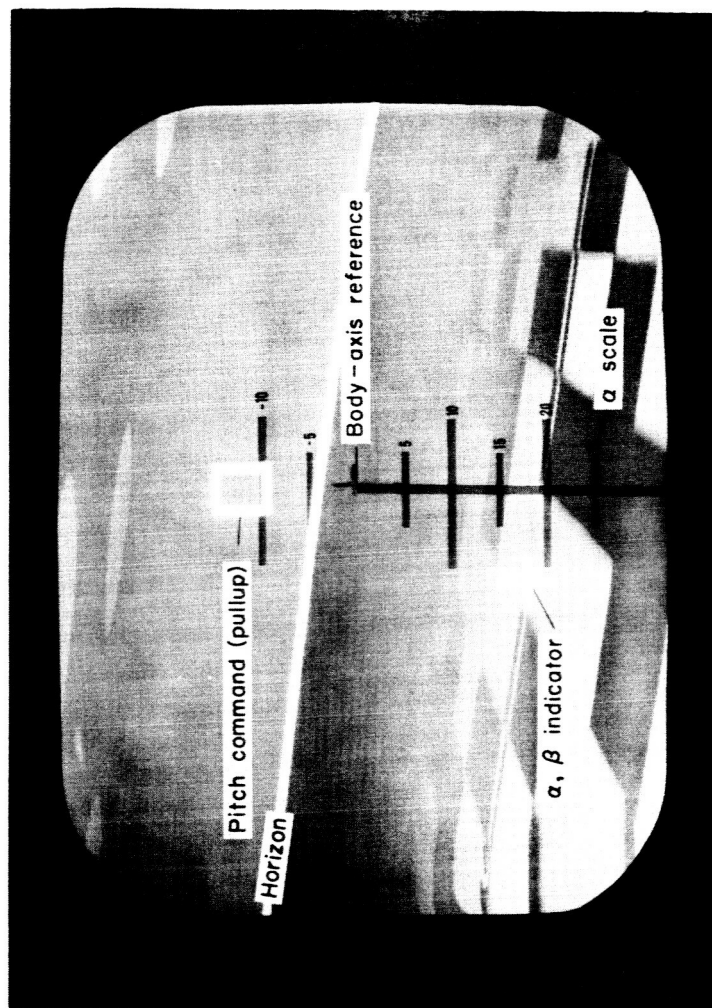 Pitch command (pullup)
-10
-5
Horizon
Body-axis reference
5
10
15
20
α, β indicator
α scale